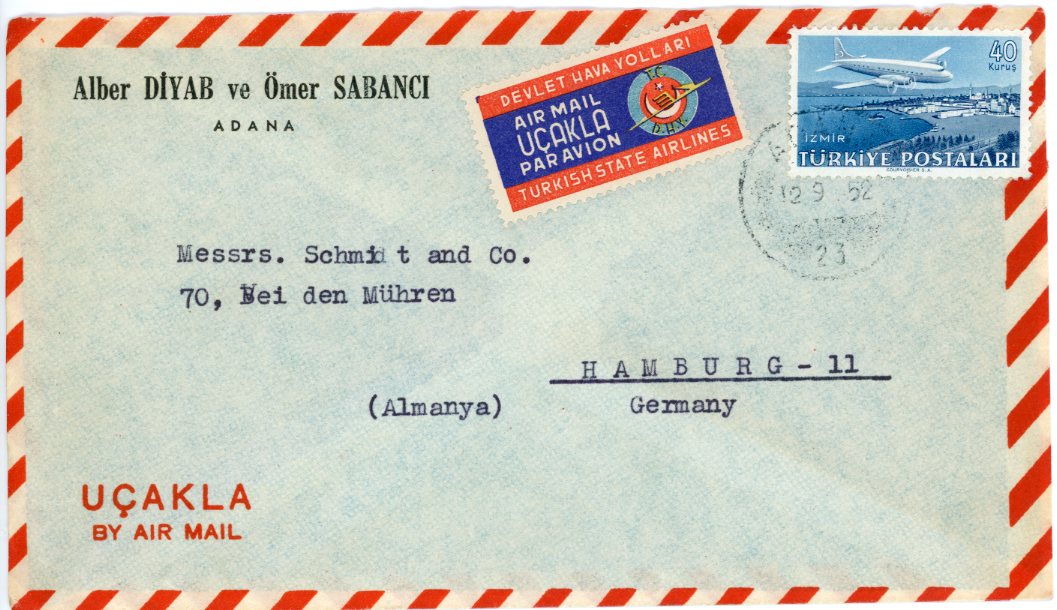 Alber DİYAB ve Ömer SABANCI
ADANA
DEVLET HAVA YOLLARI
T.C.
D.H.Y.
AIR MAIL
UÇAKLA
PAR AVION
TURKISH STATE AIRLINES
40
Kuruş
İZMİR
TÜRKİYE POSTALARI
COURVOISIER S.A.
12 9 52
23
Messrs. Schmidt and Co.
70, Bei den Mühren
HAMBURG - 11
(Almanya) Germany
UÇAKLA
BY AIR MAIL